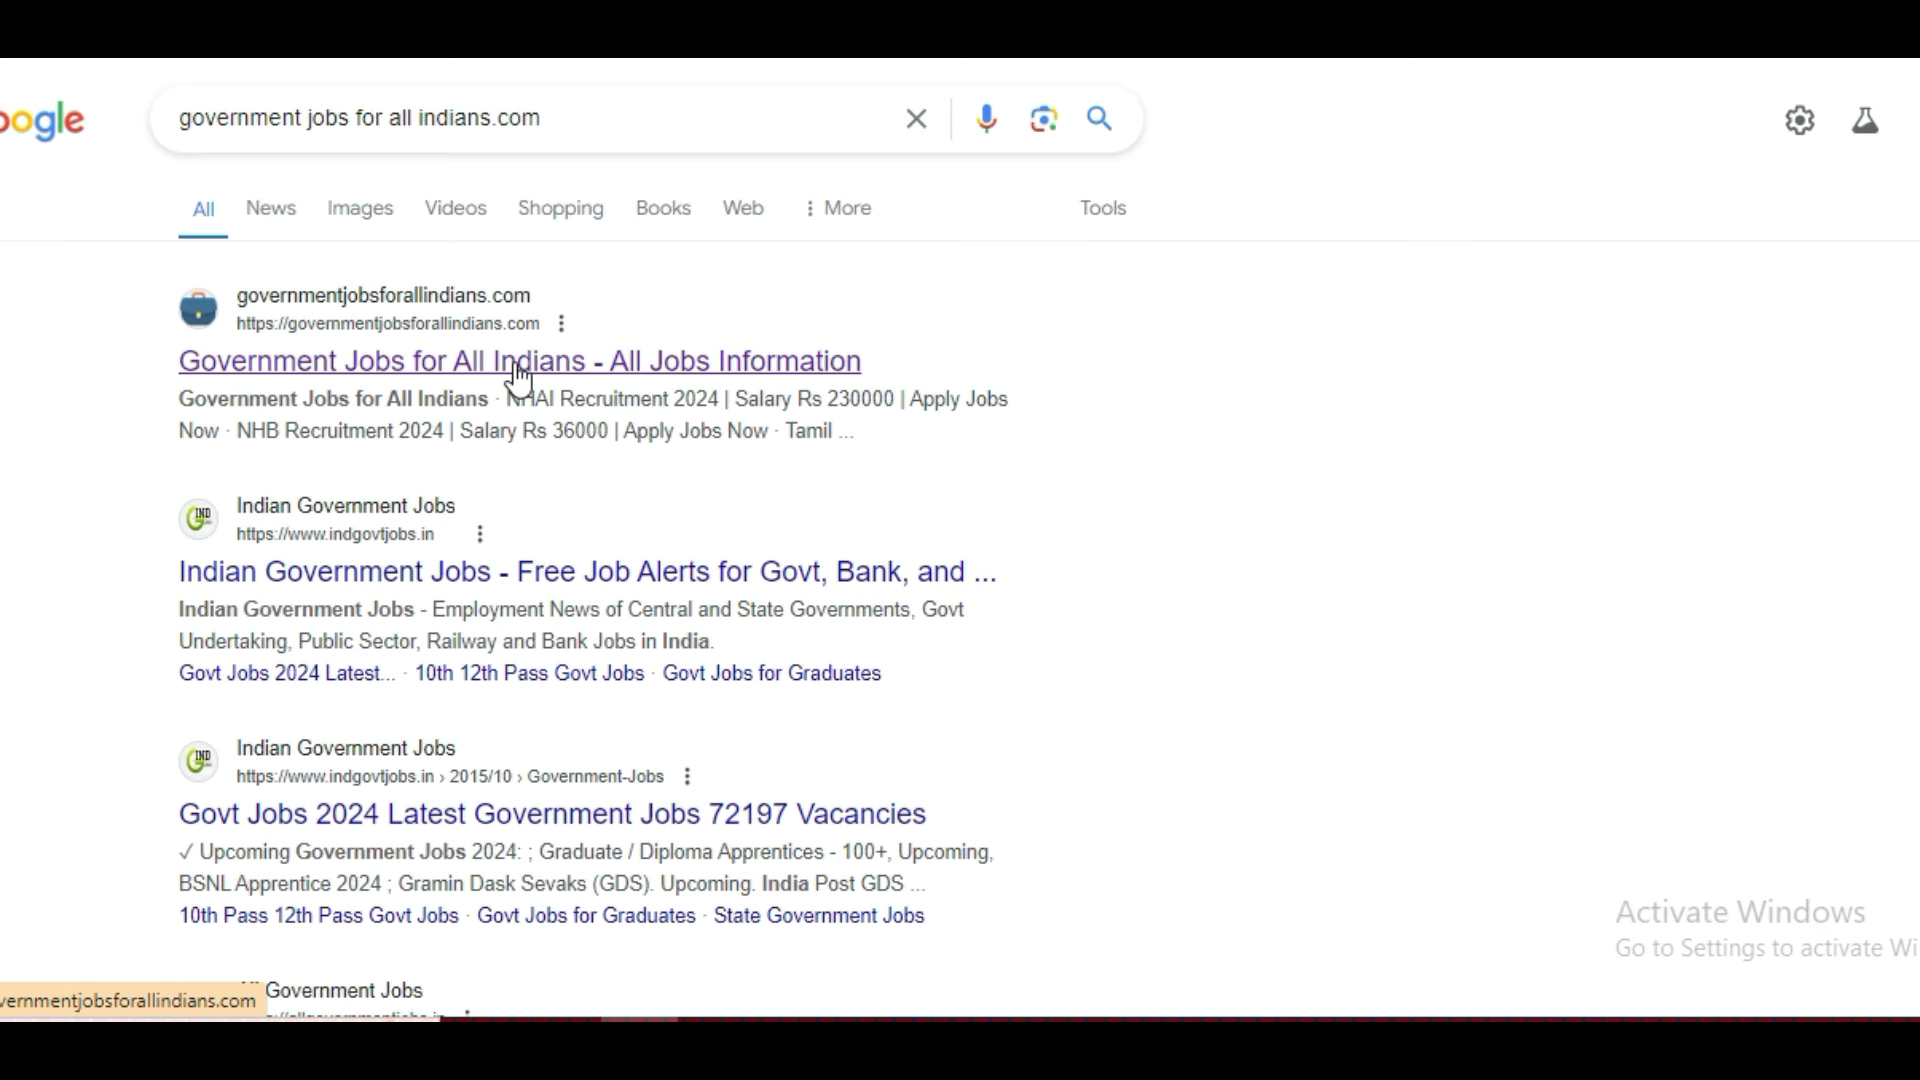 oogle
government jobs for all indians.com
All News Images Videos Shopping Books Web More Tools
governmentjobsforallindians.com
https://governmentjobsforallindians.com
Government Jobs for All Indians - All Jobs Information
Government Jobs for All Indians · NHAI Recruitment 2024 | Salary Rs 230000 | Apply Jobs
Now · NHB Recruitment 2024 | Salary Rs 36000 | Apply Jobs Now · Tamil ...
Indian Government Jobs
https://www.indgovtjobs.in
Indian Government Jobs - Free Job Alerts for Govt, Bank, and ...
Indian Government Jobs - Employment News of Central and State Governments, Govt
Undertaking, Public Sector, Railway and Bank Jobs in India.
Govt Jobs 2024 Latest... · 10th 12th Pass Govt Jobs · Govt Jobs for Graduates
Indian Government Jobs
https://www.indgovtjobs.in › 2015/10 › Government-Jobs
Govt Jobs 2024 Latest Government Jobs 72197 Vacancies
✓ Upcoming Government Jobs 2024: ; Graduate / Diploma Apprentices - 100+, Upcoming,
BSNL Apprentice 2024 ; Gramin Dask Sevaks (GDS). Upcoming. India Post GDS ...
10th Pass 12th Pass Govt Jobs · Govt Jobs for Graduates · State Government Jobs
Activate Windows
Go to Settings to activate Wi
Government Jobs
vernmentjobsforallindians.com